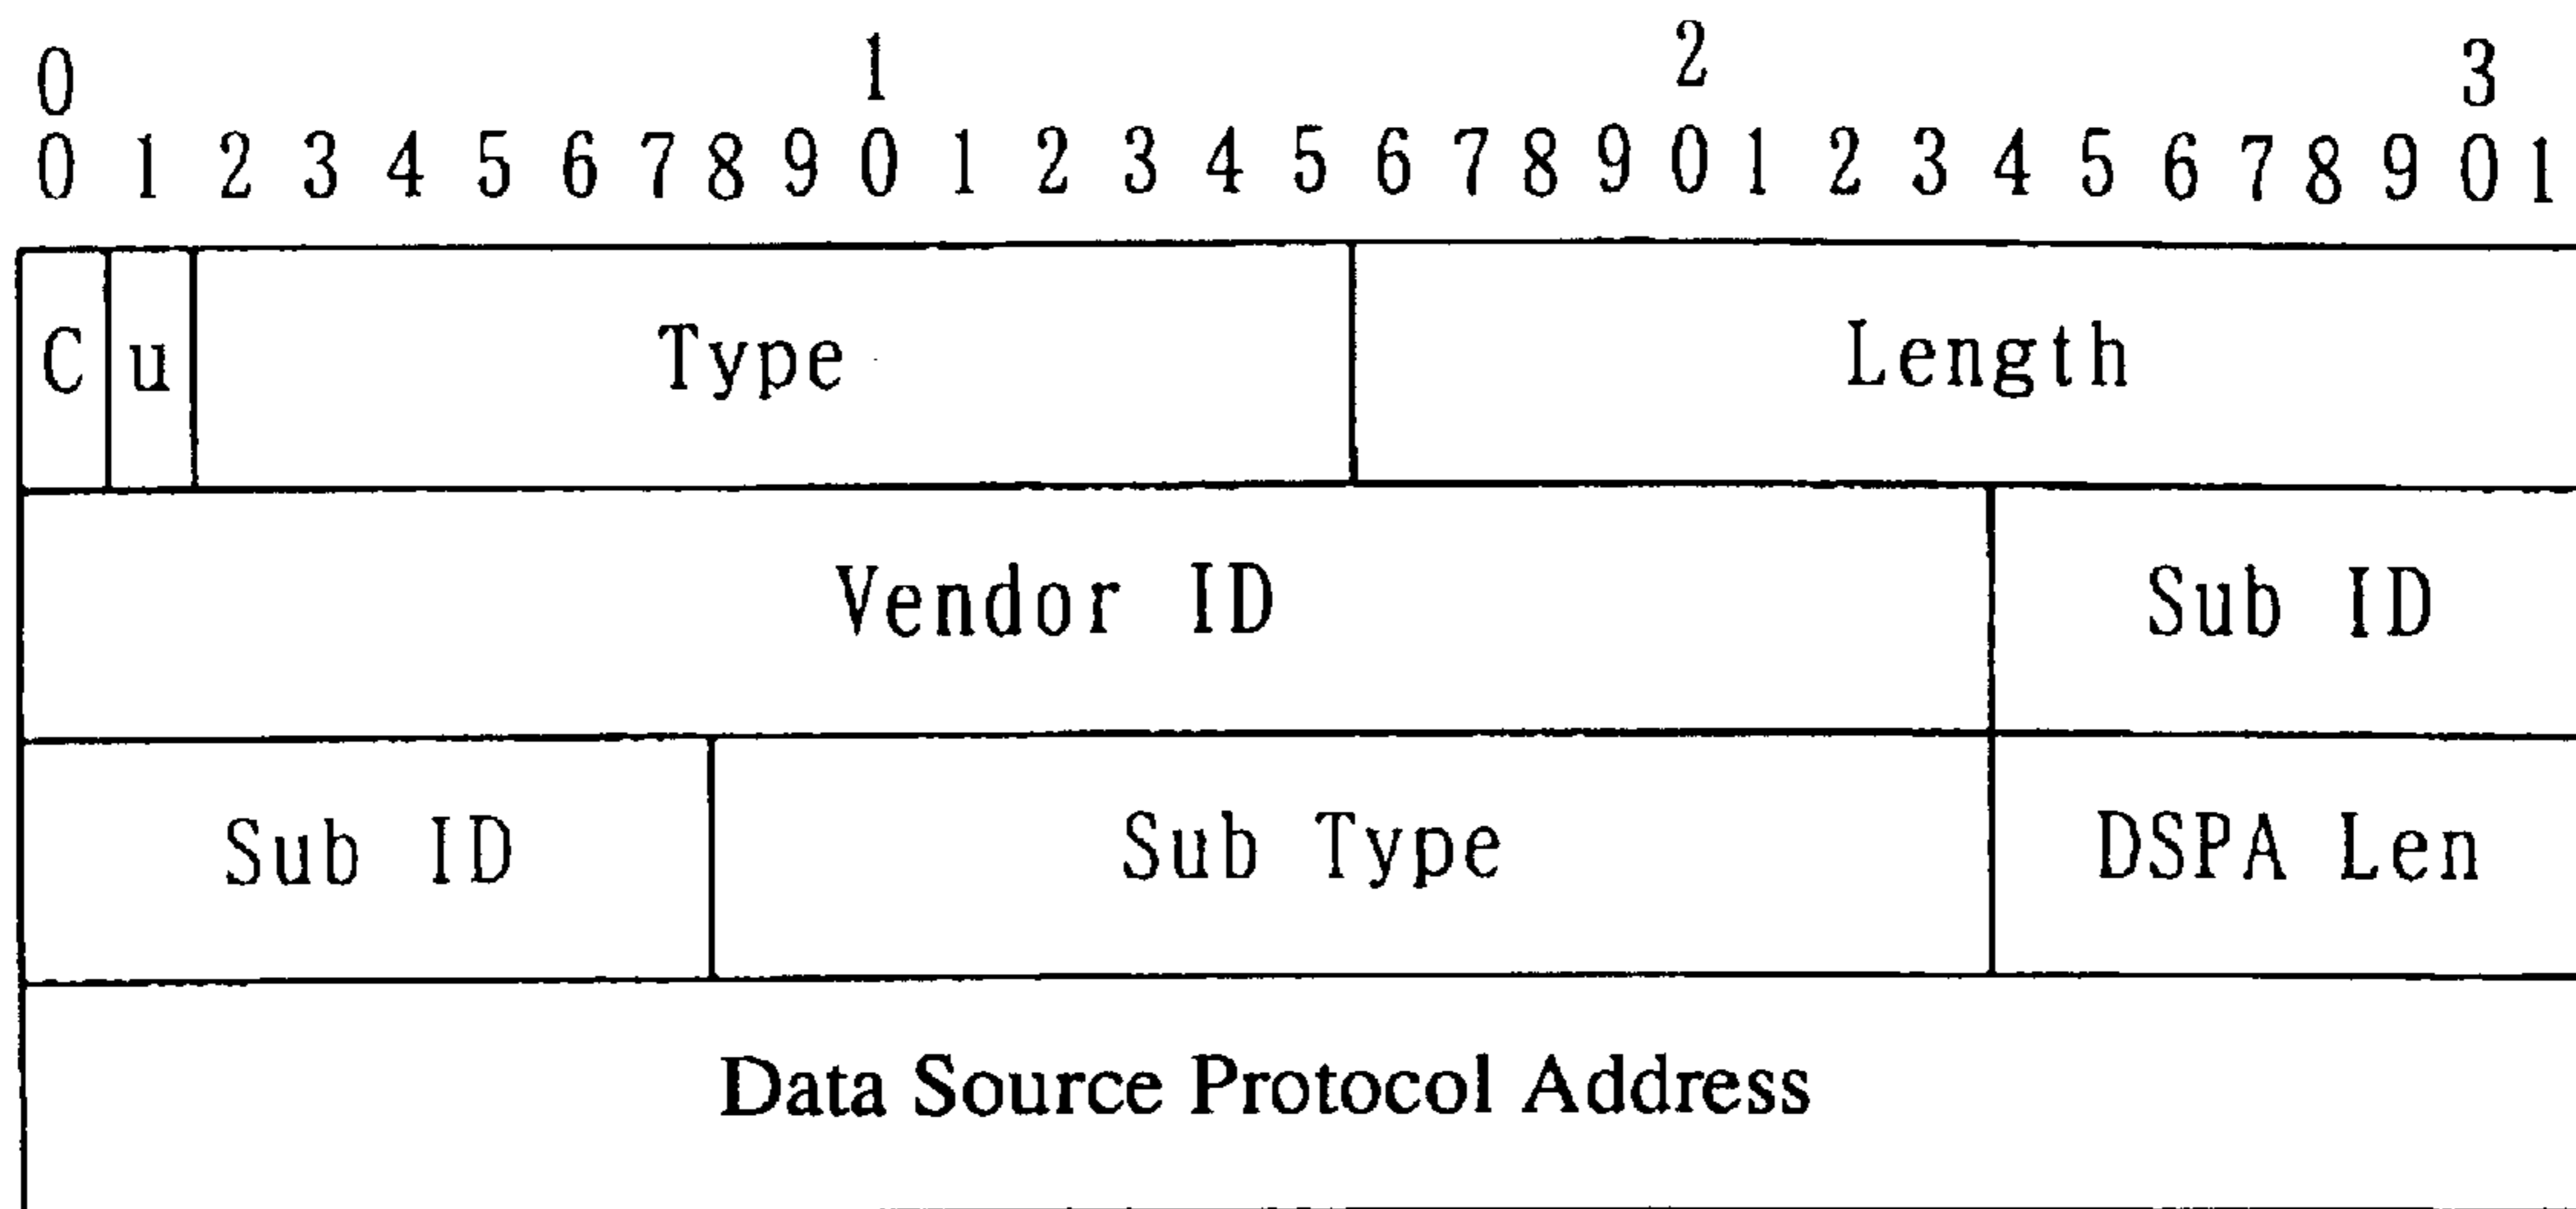 0 1 2 3
0 1 2 3 4 5 6 7 8 9 0 1 2 3 4 5 6 7 8 9 0 1 2 3 4 5 6 7 8 9 0 1
C u Type Length
Vendor ID Sub ID
Sub ID Sub Type DSPA Len
Data Source Protocol Address